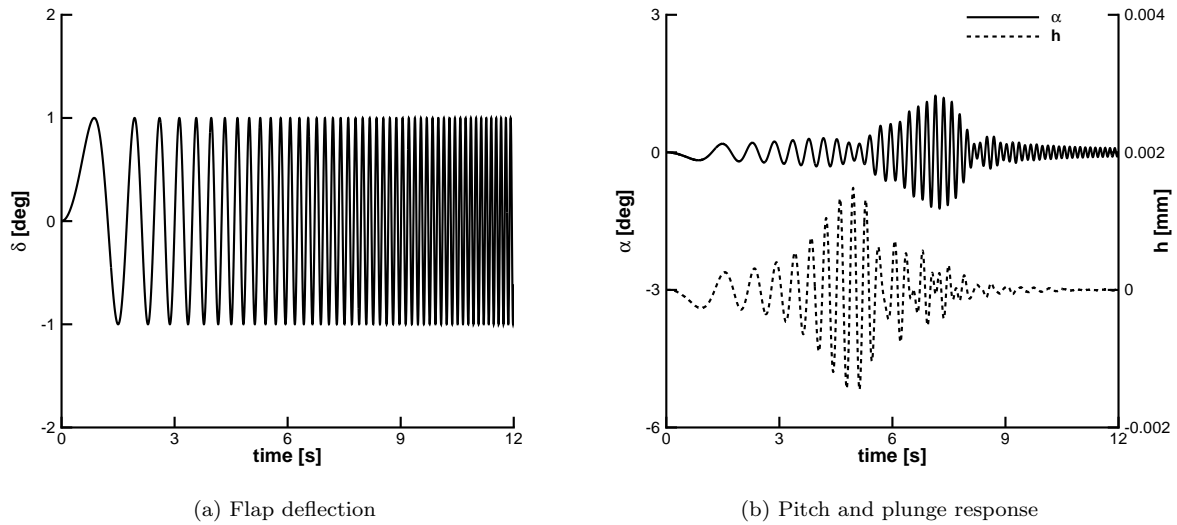 2
1
0
-1
-2
δ [deg]
0 3 6 9 12
time [s]
(a) Flap deflection
3
0
-3
-6
α [deg]
α
h
0.004
0.002
0
-0.002
h [mm]
0 3 6 9 12
time [s]
(b) Pitch and plunge response